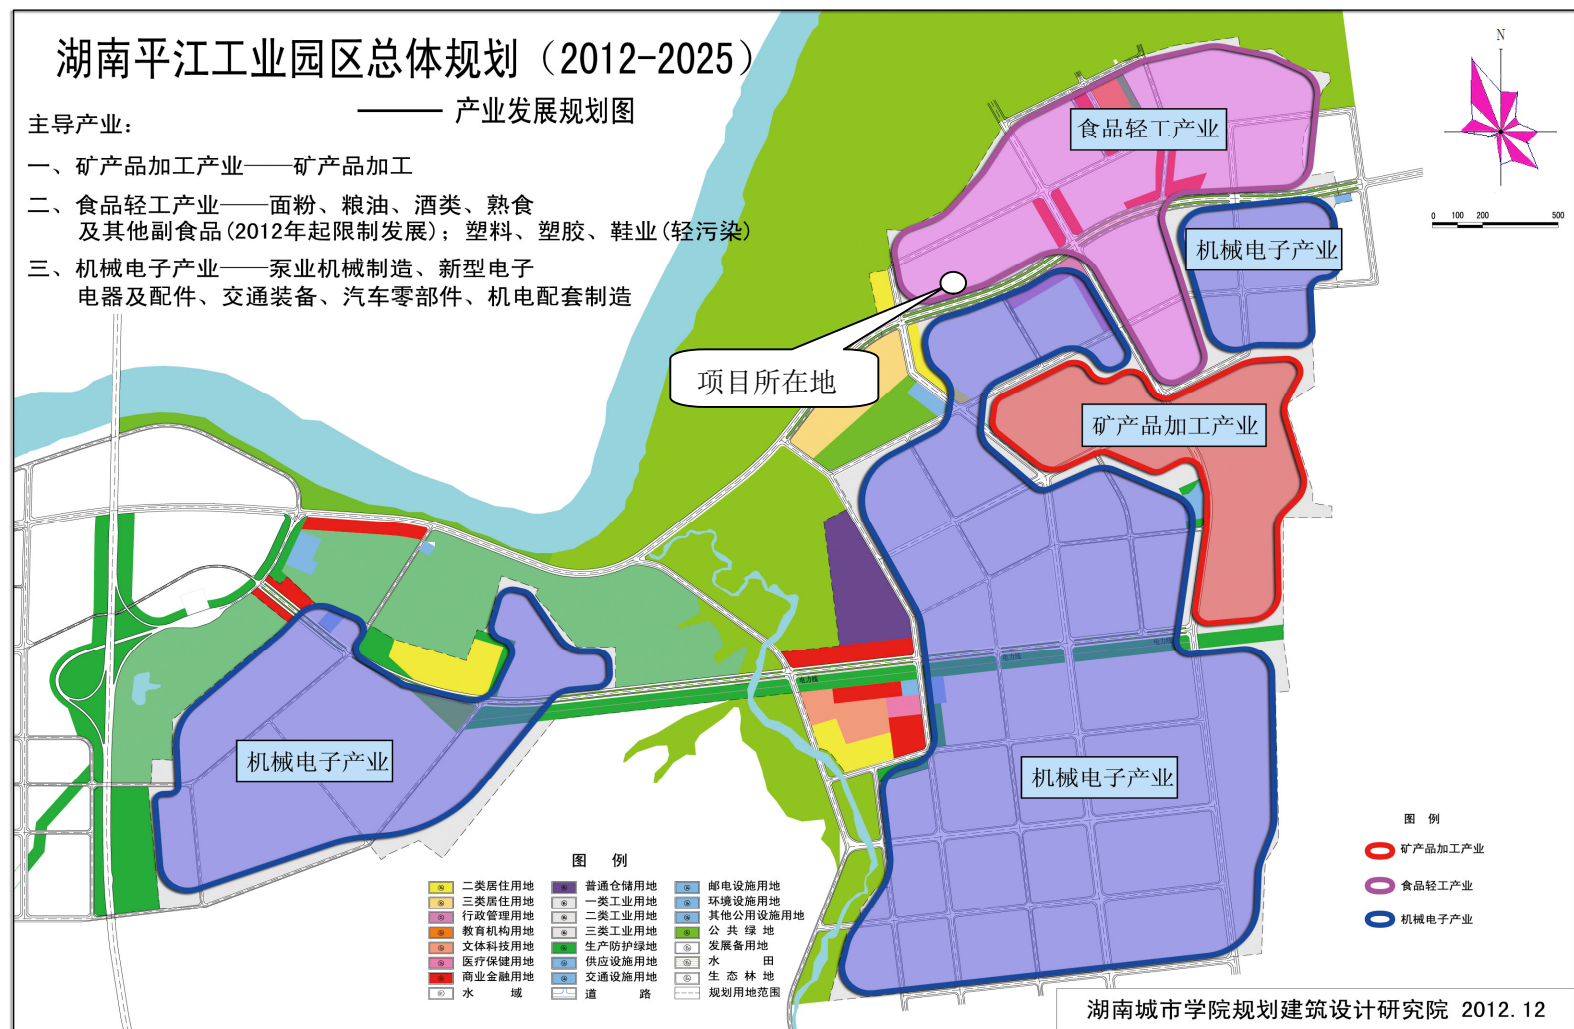 湖南平江工业园区总体规划（2012-2025）
—— 产业发展规划图
主导产业：
一、矿产品加工产业——矿产品加工
二、食品轻工产业——面粉、粮油、酒类、熟食
及其他副食品(2012年起限制发展)；塑料、塑胶、鞋业(轻污染)
三、机械电子产业——泵业机械制造、新型电子
电器及配件、交通装备、汽车零部件、机电配套制造
N
0 100 200 500
食品轻工产业
机械电子产业
项目所在地
矿产品加工产业
电力线
电力线
电力线
机械电子产业
机械电子产业
图 例
二类居住用地 普通仓储用地 邮电设施用地
三类居住用地 一类工业用地 环境设施用地
行政管理用地 二类工业用地 其他公用设施用地
教育机构用地 三类工业用地 公共绿地
文体科技用地 生产防护绿地 发展备用地
医疗保健用地 供应设施用地 水田
商业金融用地 交通设施用地 生态林地
水域 道路 规划用地范围
图 例
矿产品加工产业
食品轻工产业
机械电子产业
湖南城市学院规划建筑设计研究院 2012.12